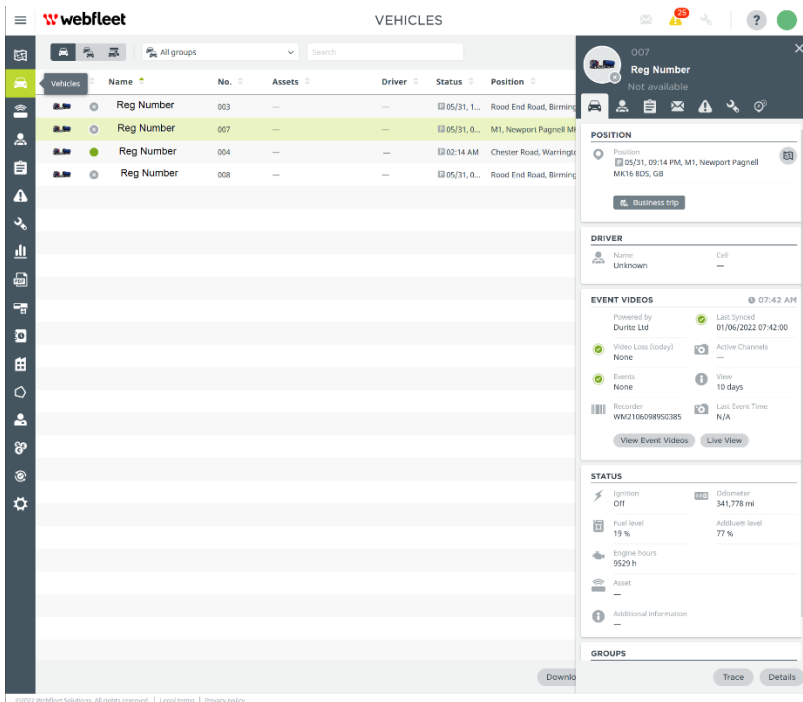 webfleet
VEHICLES
25
?
All groups
Search
Vehicles
Name
No.
Assets
Driver
Status
Position
Reg Number
003
—
—
05/31, 1...
Rood End Road, Birming
Reg Number
007
—
—
05/31, 0...
M1, Newport Pagnell MK
Reg Number
004
—
—
02:14 AM
Chester Road, Warringto
Reg Number
008
—
—
05/31, 0...
Rood End Road, Birming
007
Reg Number
Not available
POSITION
Position
05/31, 09:14 PM, M1, Newport Pagnell
MK16 8DS, GB
Business trip
DRIVER
Name
Unknown
Cell
—
EVENT VIDEOS
07:42 AM
Powered by
Durite Ltd
Last Synced
01/06/2022 07:42:00
Video Loss (today)
None
Active Channels
—
Events
None
View
10 days
Recorder
WM2106098950385
Last Event Time
N/A
View Event Videos
Live View
STATUS
Ignition
Off
Odometer
341,778 mi
Fuel level
19 %
AdBlue® level
77 %
Engine hours
9529 h
Asset
—
Additional information
—
GROUPS
Downlo
Trace
Details
©2022 Webfleet Solutions. All rights reserved | Legal terms | Privacy policy